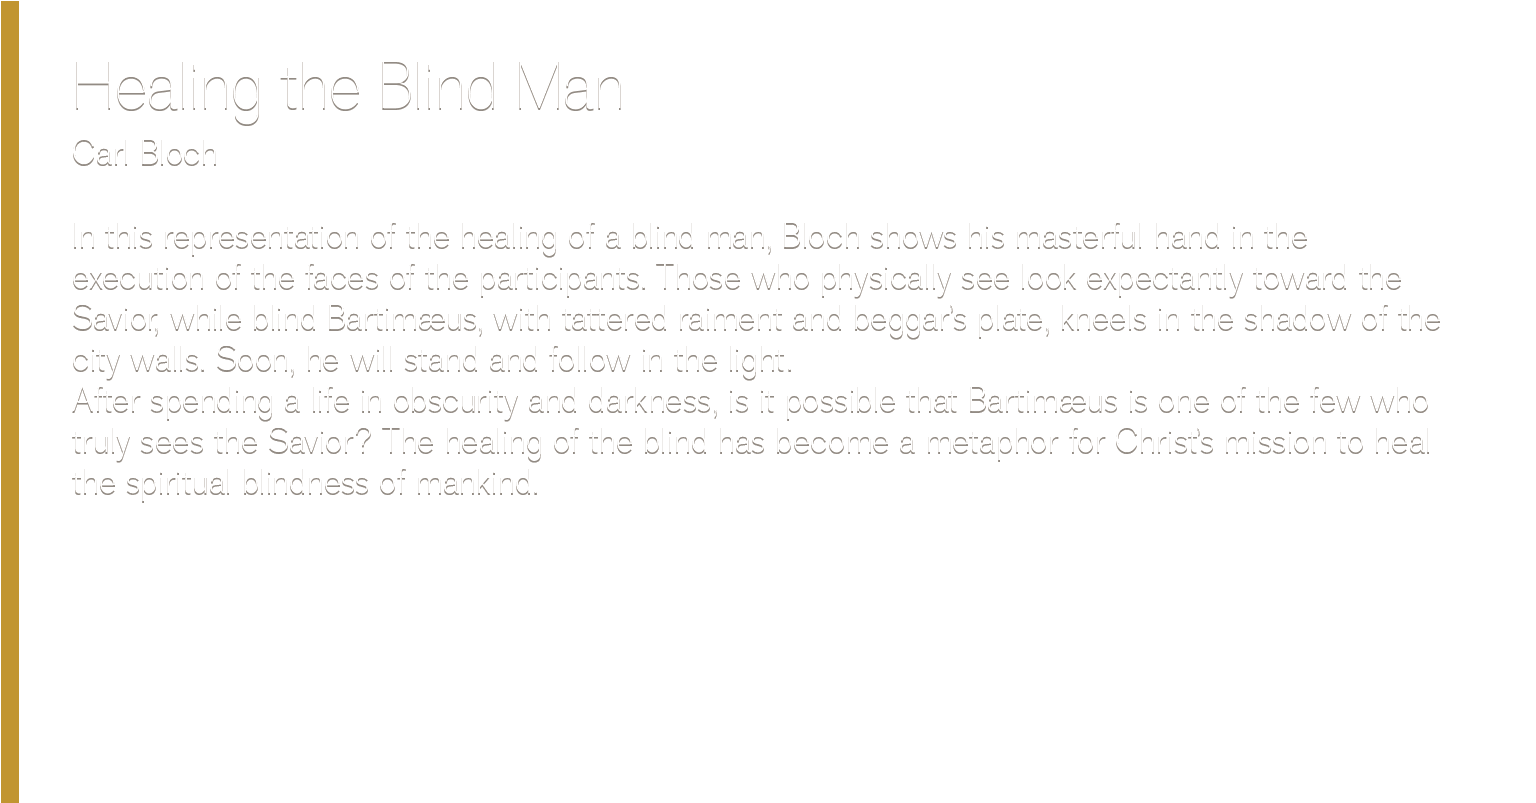 Healing the Blind Man
Carl Bloch
In this representation of the healing of a blind man, Bloch shows his masterful hand in the
execution of the faces of the participants. Those who physically see look expectantly toward the
Savior, while blind Bartimæus, with tattered raiment and beggar's plate, kneels in the shadow of the
city walls. Soon, he will stand and follow in the light.
After spending a life in obscurity and darkness, is it possible that Bartimæus is one of the few who
truly sees the Savior? The healing of the blind has become a metaphor for Christ's mission to heal
the spiritual blindness of mankind.